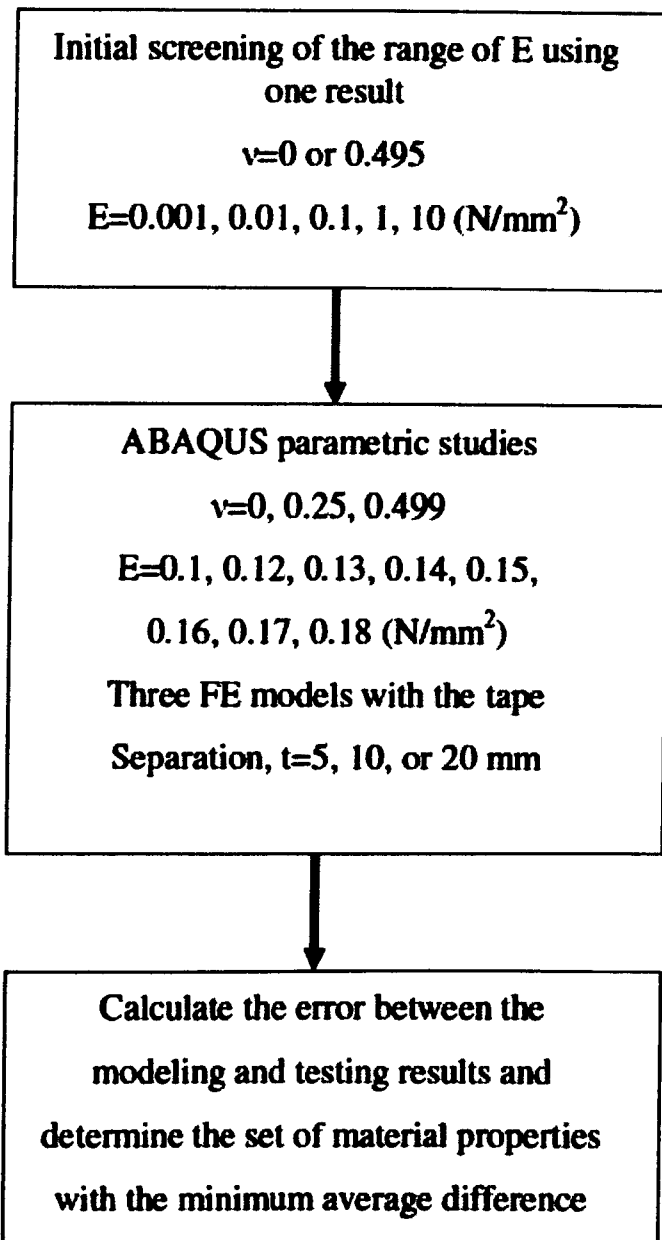 Initial screening of the range of E using
one result
ν=0 or 0.495
E=0.001, 0.01, 0.1, 1, 10 (N/mm²)
ABAQUS parametric studies
ν=0, 0.25, 0.499
E=0.1, 0.12, 0.13, 0.14, 0.15,
0.16, 0.17, 0.18 (N/mm²)
Three FE models with the tape
Separation, t=5, 10, or 20 mm
Calculate the error between the
modeling and testing results and
determine the set of material properties
with the minimum average difference